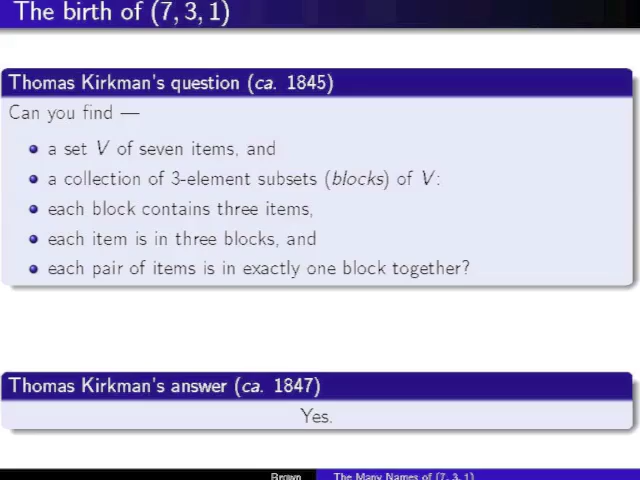 The birth of (7, 3, 1)
Thomas Kirkman's question (ca. 1845)
Can you find —
a set V of seven items, and
a collection of 3-element subsets (blocks) of V:
each block contains three items,
each item is in three blocks, and
each pair of items is in exactly one block together?
Thomas Kirkman's answer (ca. 1847)
Yes.
Brown The Many Names of (7, 3, 1)